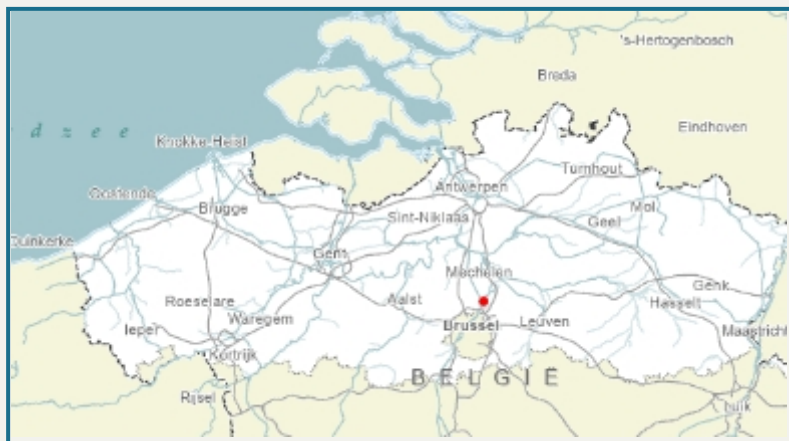 's-Hertogenbosch
Breda
d z e e
Eindhoven
Knokke-Heist
Turnhout
Antwerpen
Oostende
Brugge
Sint-Niklaas
Geel
Mol
Duinkerke
Gent
Mechelen
Genk
Roeselare
Aalst
Hasselt
Ieper
Waregem
Brussel
Leuven
Maastricht
Kortrijk
BELGIË
Rijsel
Luik